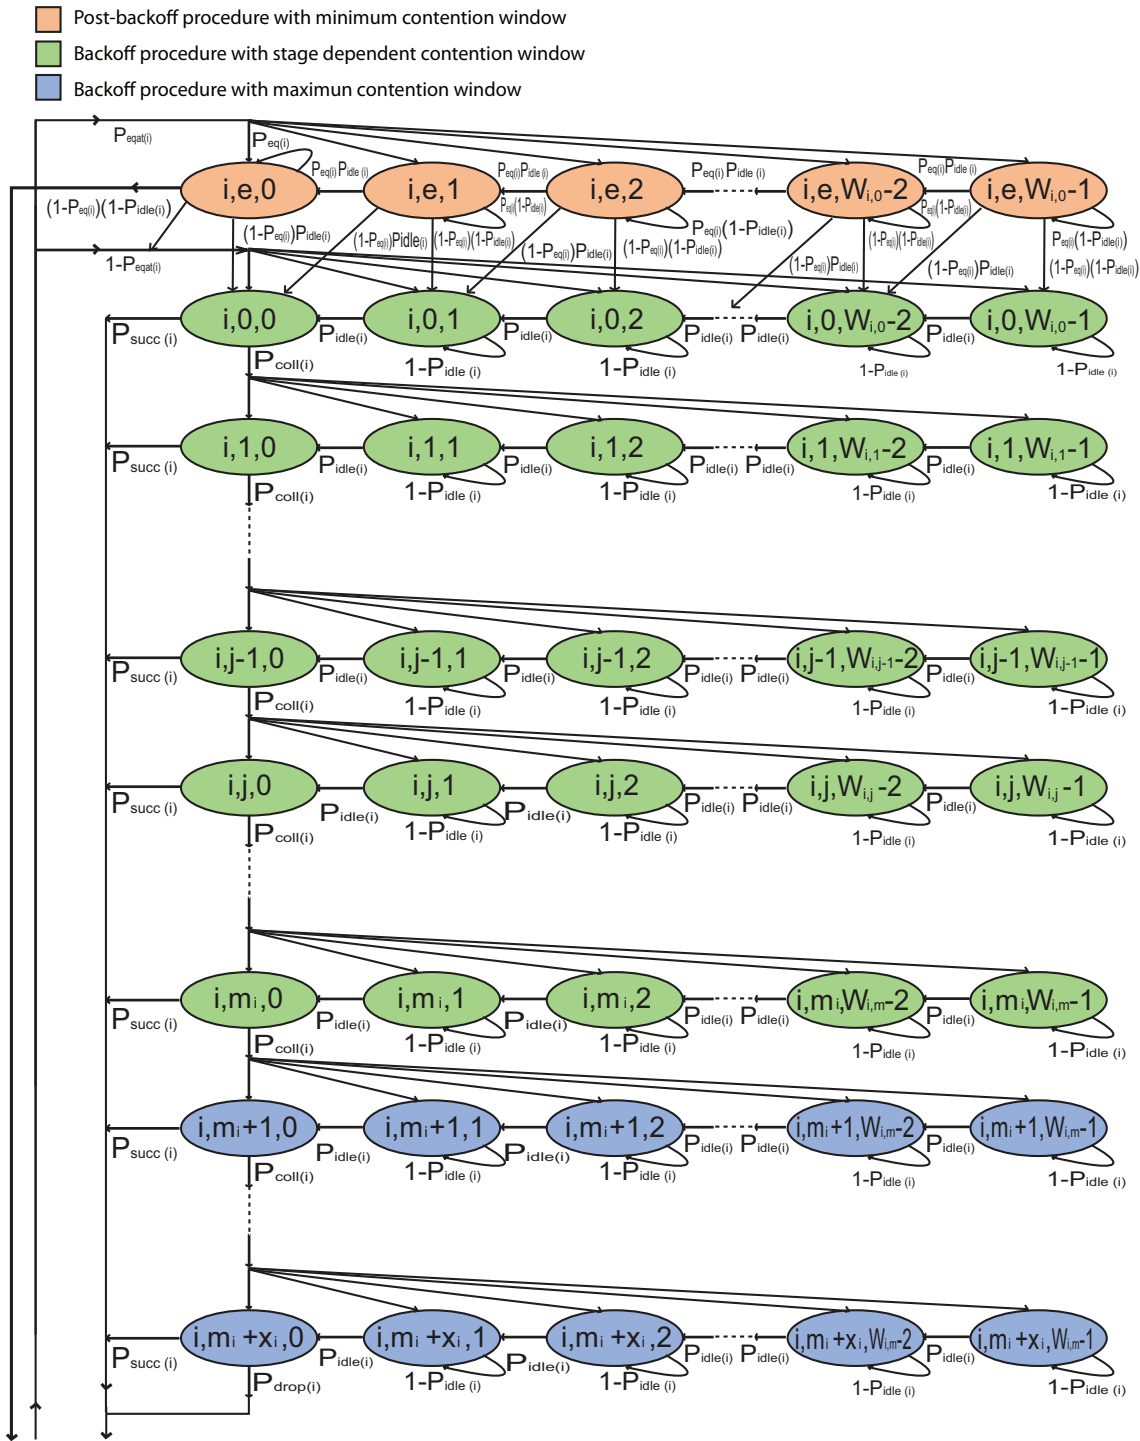 Post-backoff procedure with minimum contention window
Backoff procedure with stage dependent contention window
Backoff procedure with maximun contention window
Peqat(i)
Peq(i)
i,e,0
Peq(i)Pidle(i)
i,e,1
Peq(i)Pidle(i)
Peq(i)(1-Pidle(i))
i,e,2
Peq(i)Pidle(i)
Peq(i)(1-Pidle(i))
i,e,Wi,0-2
Peq(i)Pidle(i)
Peq(i)(1-Pidle(i))
i,e,Wi,0-1
Peq(i)(1-Pidle(i))
(1-Peq(i))(1-Pidle(i))
(1-Peq(i))Pidle(i)
(1-Peq(i))Pidle(i)
(1-Peq(i))(1-Pidle(i))
(1-Peq(i))Pidle(i)
(1-Peq(i))(1-Pidle(i))
(1-Peq(i))Pidle(i)
(1-Peq(i))(1-Pidle(i))
(1-Peq(i))Pidle(i)
(1-Peq(i))(1-Pidle(i))
1-Peqat(i)
i,0,0
i,0,1
i,0,2
i,0,Wi,0-2
i,0,Wi,0-1
Psucc (i)
Pidle(i)
Pidle(i)
Pidle(i)
Pidle(i)
Pidle(i)
Pcoll(i)
1-Pidle (i)
1-Pidle (i)
1-Pidle (i)
1-Pidle (i)
i,1,0
i,1,1
i,1,2
i,1,Wi,1-2
i,1,Wi,1-1
Psucc (i)
Pidle(i)
Pidle(i)
Pidle(i)
Pidle(i)
Pidle(i)
Pcoll(i)
1-Pidle (i)
1-Pidle (i)
1-Pidle (i)
1-Pidle (i)
i,j-1,0
i,j-1,1
i,j-1,2
i,j-1,Wi,j-1-2
i,j-1,Wi,j-1-1
Psucc (i)
Pidle(i)
Pidle(i)
Pidle(i)
Pidle(i)
Pidle(i)
Pcoll(i)
1-Pidle (i)
1-Pidle (i)
1-Pidle (i)
1-Pidle (i)
i,j,0
i,j,1
i,j,2
i,j,Wi,j -2
i,j,Wi,j -1
Psucc (i)
Pidle(i)
Pidle(i)
Pidle(i)
Pidle(i)
Pidle(i)
Pcoll(i)
1-Pidle (i)
1-Pidle (i)
1-Pidle (i)
1-Pidle (i)
i,mi,0
i,mi,1
i,mi,2
i,mi,Wi,m-2
i,mi,Wi,m-1
Psucc (i)
Pidle(i)
Pidle(i)
Pidle(i)
Pidle(i)
Pidle(i)
Pcoll(i)
1-Pidle (i)
1-Pidle (i)
1-Pidle (i)
1-Pidle (i)
i,mi+1,0
i,mi+1,1
i,mi+1,2
i,mi+1,Wi,m-2
i,mi+1,Wi,m-1
Psucc (i)
Pidle(i)
Pidle(i)
Pidle(i)
Pidle(i)
Pidle(i)
Pcoll(i)
1-Pidle (i)
1-Pidle (i)
1-Pidle (i)
1-Pidle (i)
i,mi +xi,0
i,mi +xi,1
i,mi +xi,2
i,mi +xi,Wi,m-2
i,mi +xi,Wi,m-1
Psucc (i)
Pidle(i)
Pidle(i)
Pidle(i)
Pidle(i)
Pidle(i)
Pdrop(i)
1-Pidle (i)
1-Pidle (i)
1-Pidle (i)
1-Pidle (i)